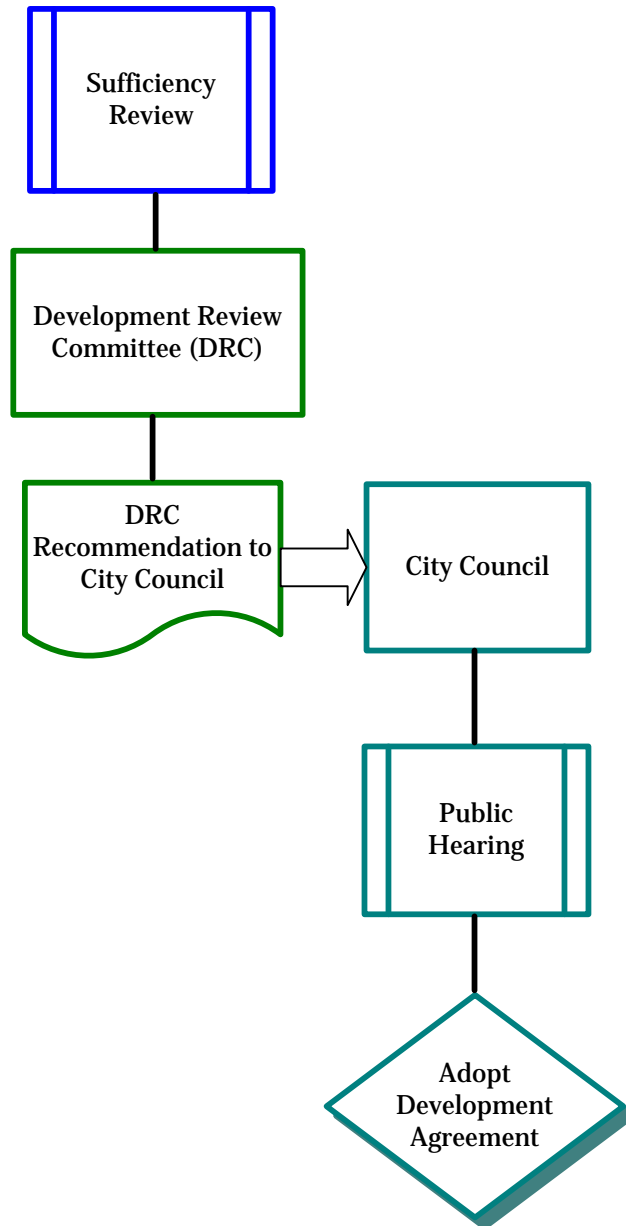 Sufficiency
Review
Development Review
Committee (DRC)
DRC
Recommendation to
City Council
City Council
Public
Hearing
Adopt
Development
Agreement